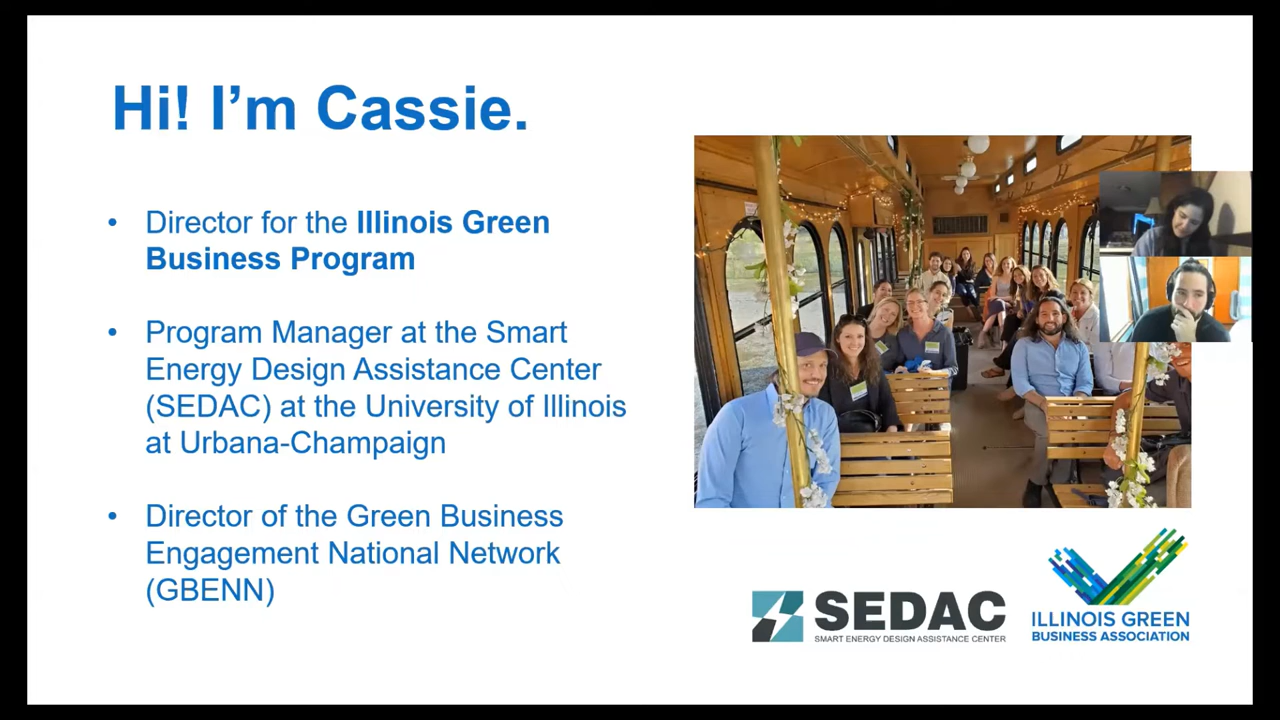 Hi! I’m Cassie.
• Director for the Illinois Green
Business Program
• Program Manager at the Smart
Energy Design Assistance Center
(SEDAC) at the University of Illinois
at Urbana-Champaign
• Director of the Green Business
Engagement National Network
(GBENN)
SEDAC
SMART ENERGY DESIGN ASSISTANCE CENTER
ILLINOIS GREEN
BUSINESS ASSOCIATION